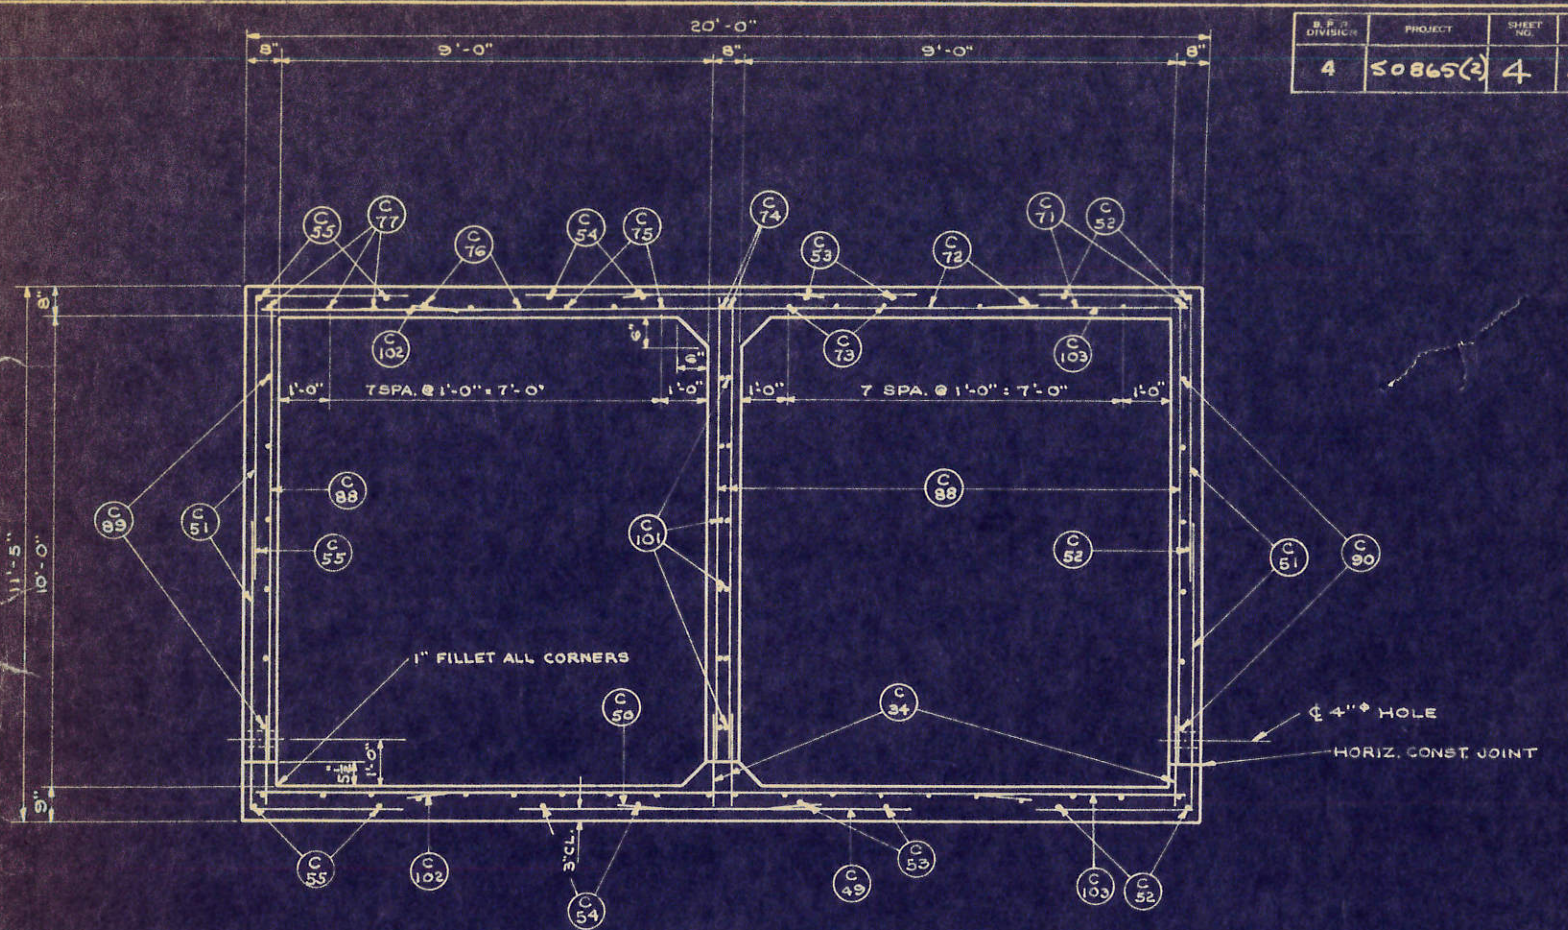 20'-0"
8" 9'-0" 8" 9'-0" 8"
B.P.R. DIVISION PROJECT SHEET NO.
4 S0865(2) 4
C 55
C 77
C 76
C 54
C 75
C 74
C 53
C 72
C 71
C 52
8"
C 102
6"
6"
C 73
C 103
1'-0" 7 SPA. @ 1'-0" = 7'-0" 1'-0" 1'-0" 7 SPA. @ 1'-0" = 7'-0" 1'-0"
C 88
C 88
C 89
C 51
C 55
C 101
C 52
C 51
C 90
11'-5"
10'-0"
1" FILLET ALL CORNERS
C 50
C 34
℄ 4"ᶲ HOLE
HORIZ. CONST. JOINT
1'-0"
9"
3"CL.
C 55
C 102
C 54
C 49
C 53
C 103
C 52